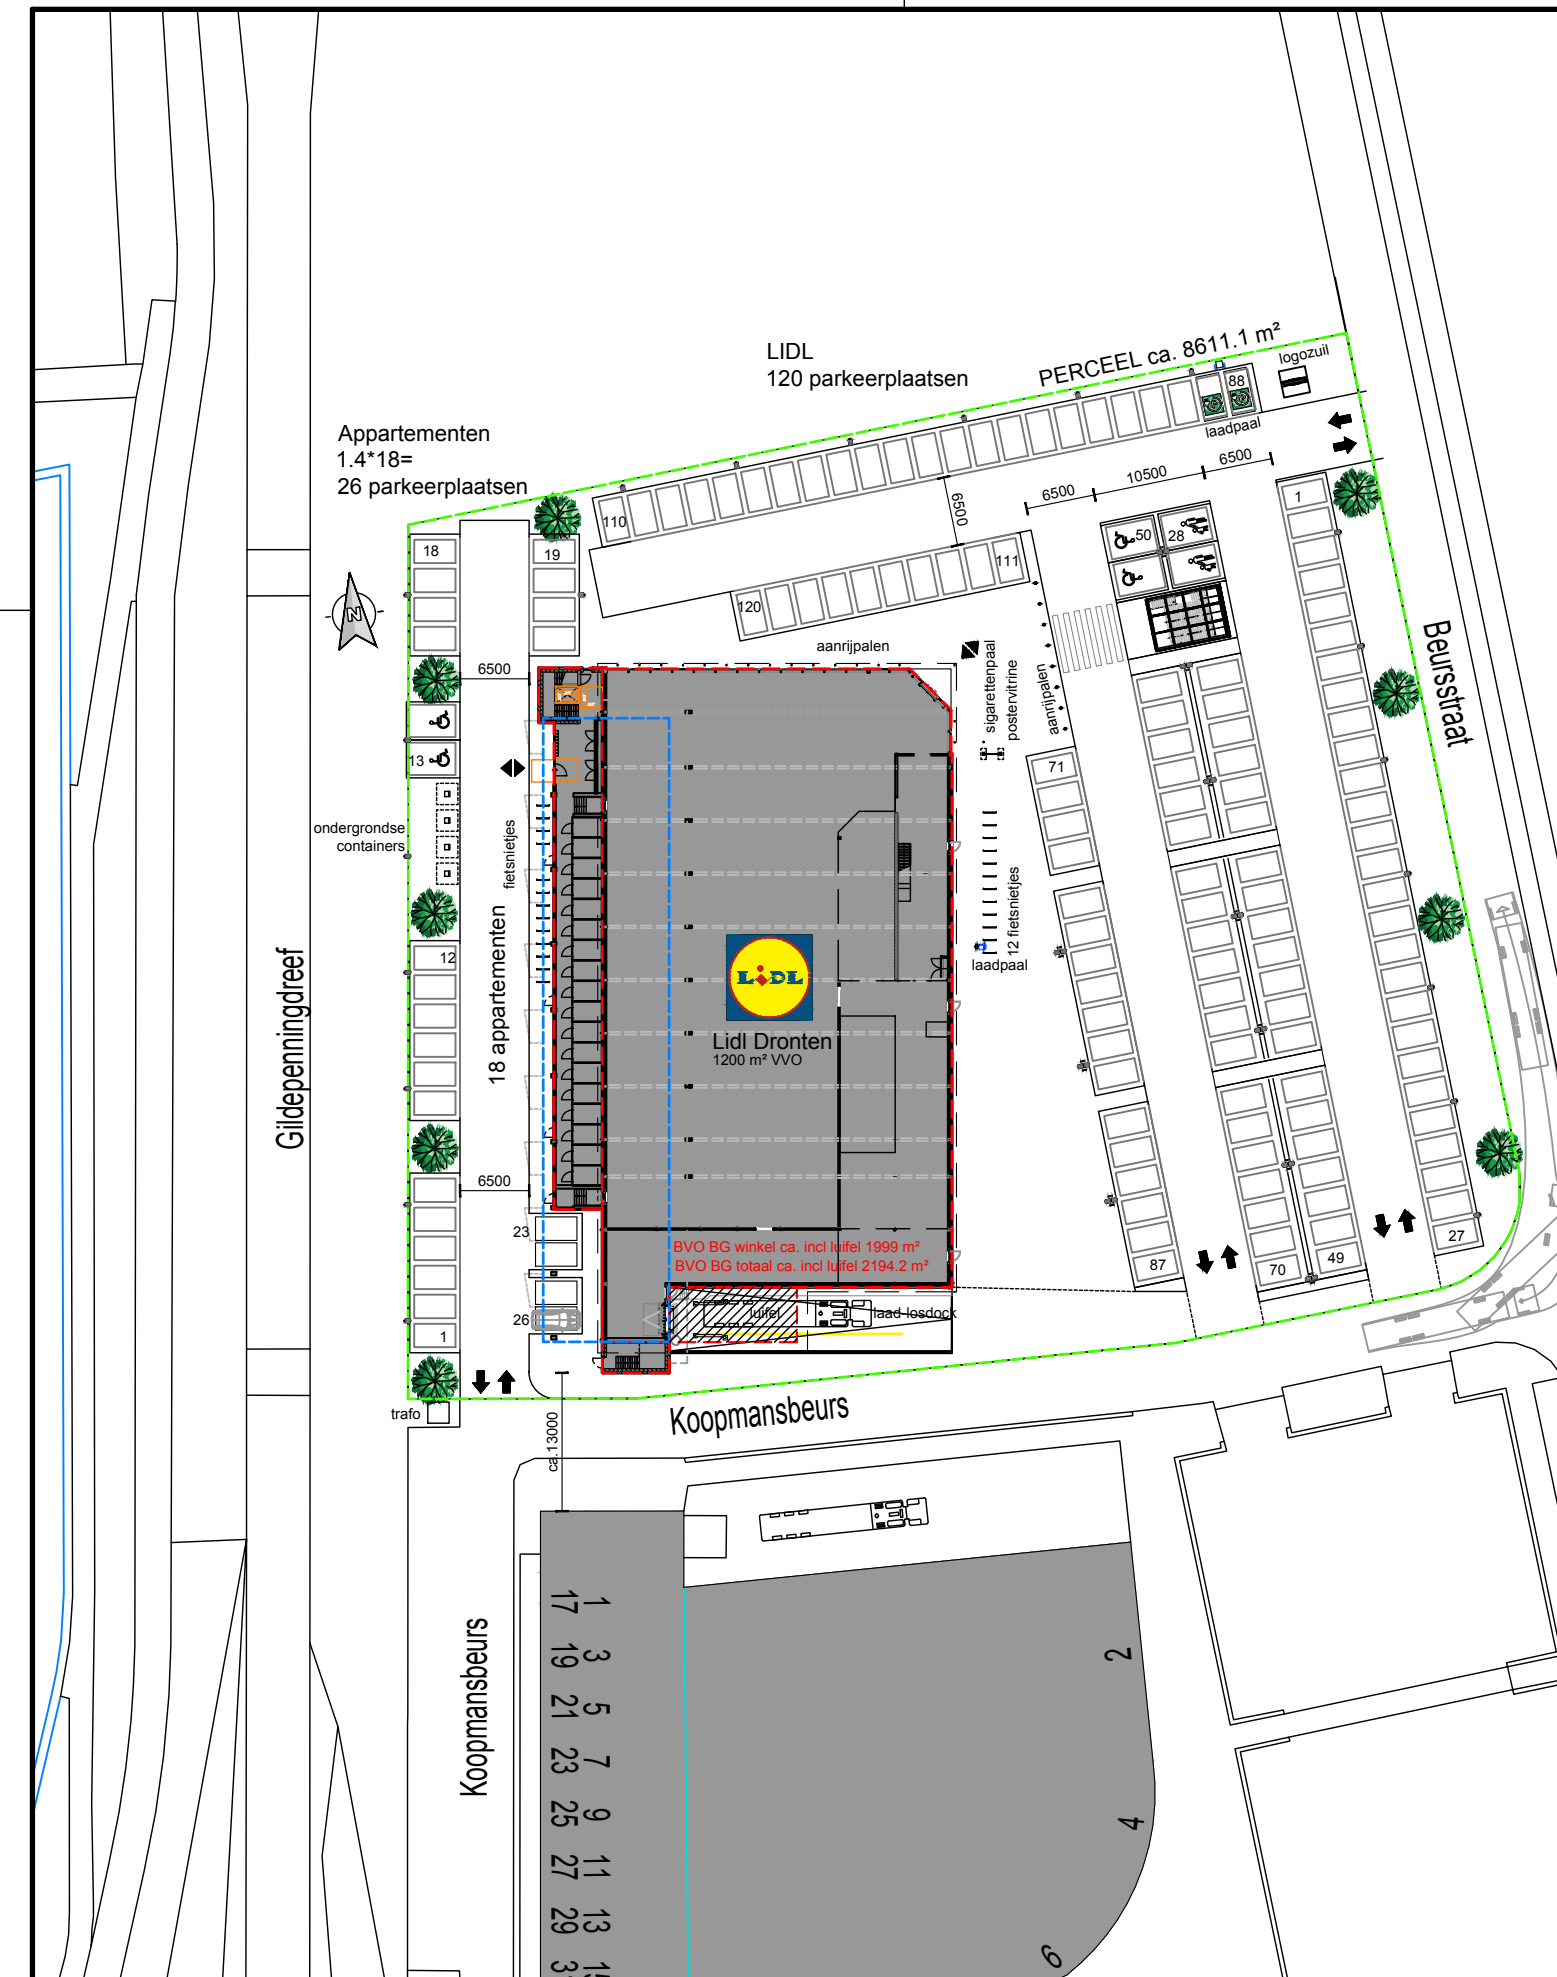 LIDL
120 parkeerplaatsen
PERCEEL ca. 8611.1 m²
logozuil
88
laadpaal
Appartementen
1.4*18=
26 parkeerplaatsen
6500
10500
6500
6500
110
1
50
28
18
19
111
120
N
aanrijpalen
sigarettenpaal
postervitrine
aanrijpalen
Beursstraat
6500
13
71
ondergrondse
containers
fietsnietjes
12 fietsnietjes
laadpaal
18 appartementen
12
Gildepenningdreef
LIDL
Lidl Dronten
1200 m² VVO
6500
23
BVO BG winkel ca. incl luifel 1999 m²
BVO BG totaal ca. incl luifel 2194.2 m²
27
49
70
87
26
1
luifel
laad-losdock
trafo
Koopmansbeurs
ca.13000
Koopmansbeurs
17 1
19 3
21 5
23 7
25 9
27 11
29 13
2
4
6